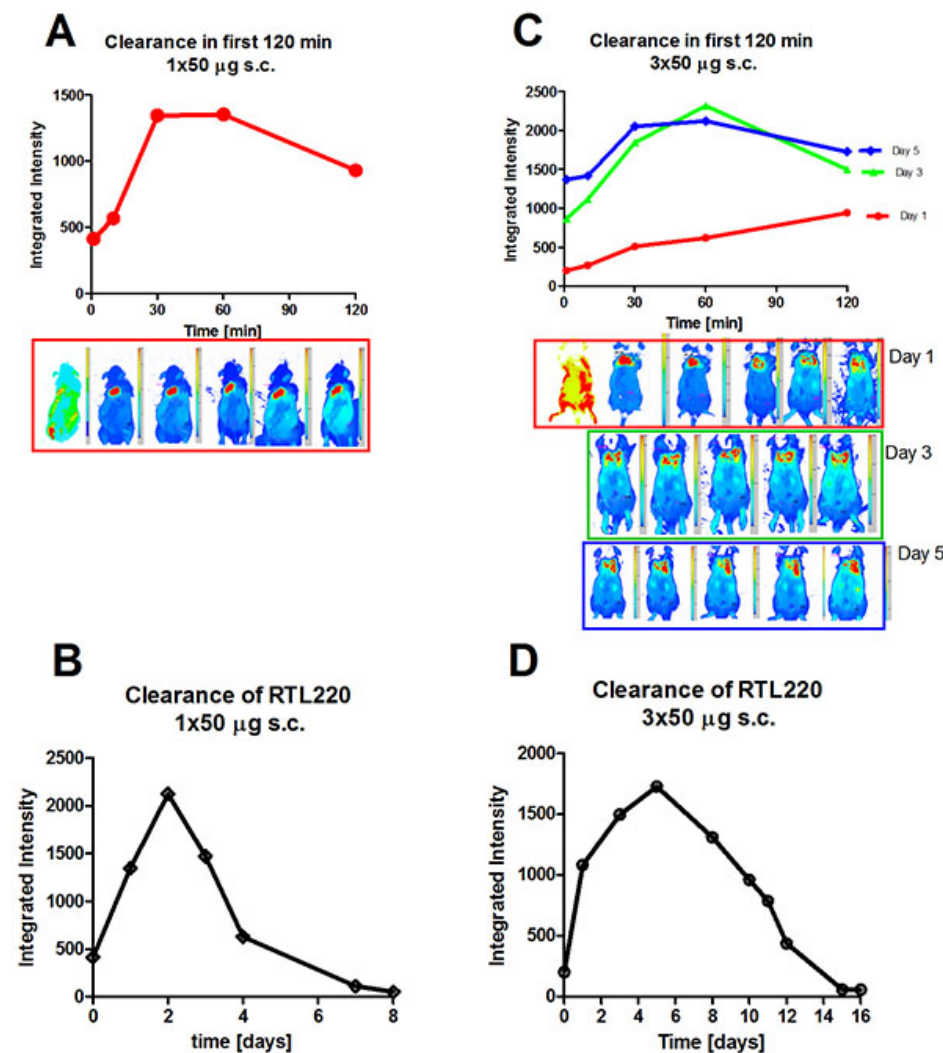 A
Clearance in first 120 min
1x50 μg s.c.
1500
1000
500
0
Integrated Intensity
0 30 60 90 120
Time [min]
C
Clearance in first 120 min
3x50 μg s.c.
2500
2000
1500
1000
500
0
Integrated Intensity
Day 5
Day 3
Day 1
0 30 60 90 120
Time [min]
Day 1
Day 3
Day 5
B
Clearance of RTL220
1x50 μg s.c.
2500
2000
1500
1000
500
0
Integrated Intensity
0 2 4 6 8
time [days]
D
Clearance of RTL220
3x50 μg s.c.
2000
1500
1000
500
0
Integrated Intensity
0 2 4 6 8 10 12 14 16
Time [days]